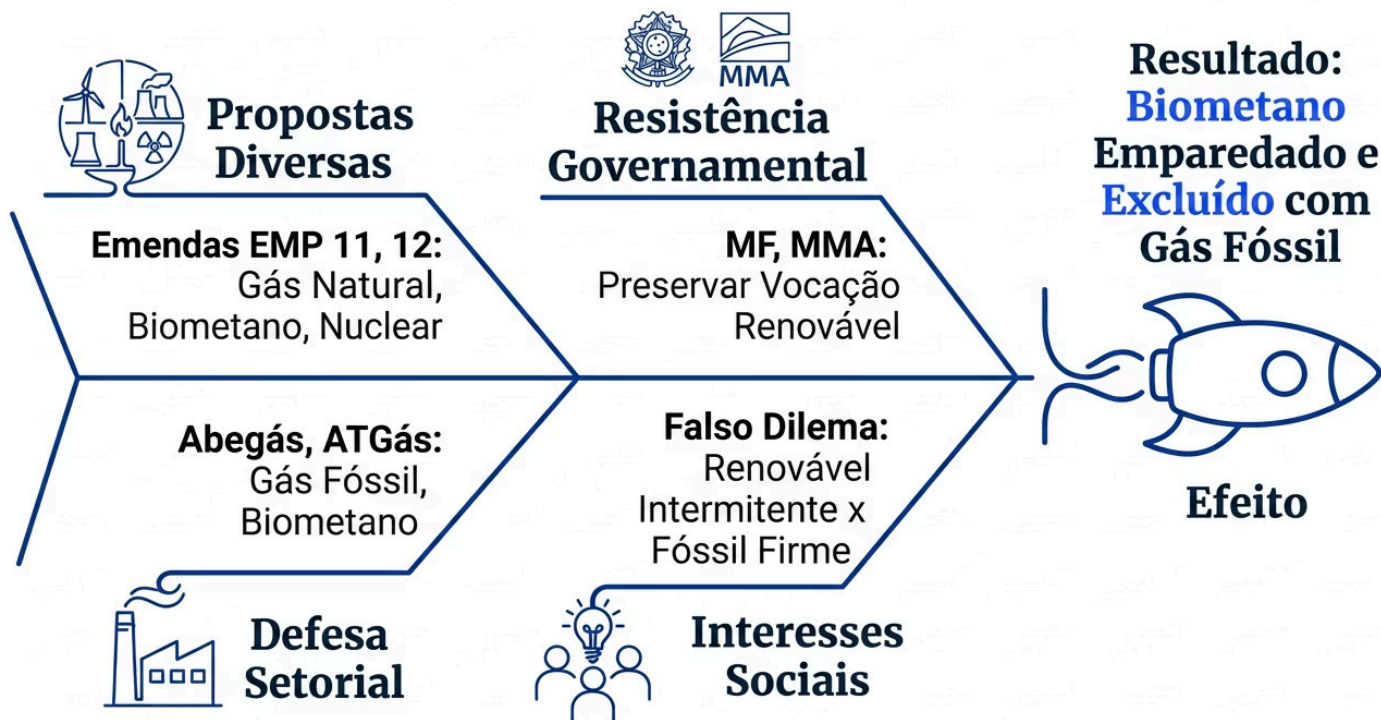 Propostas
Diversas
Emendas EMP 11, 12:
Gás Natural,
Biometano, Nuclear
MMA
Resistência
Governamental
MF, MMA:
Preservar Vocação
Renovável
Abegás, ATGás:
Gás Fóssil,
Biometano
Defesa
Setorial
Falso Dilema:
Renovável
Intermitente x
Fóssil Firme
Interesses
Sociais
Resultado:
Biometano
Emparedado e
Excluído com
Gás Fóssil
Efeito